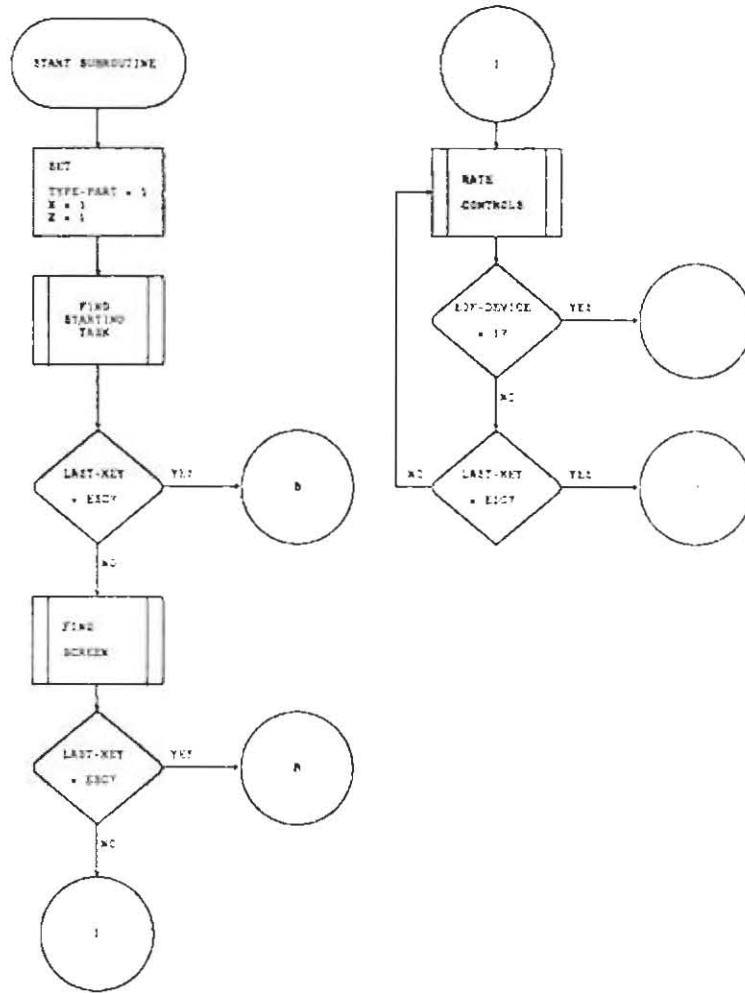 START SUBROUTINE
SET
TYPE-PART = 1
X = 1
Z = 1
FIND
STARTING
TASK
LAST-KEY
= ESC?
YES
NO
FIND
SCREEN
LAST-KEY
= ESC?
YES
NO
1
1
RATE
CONTROLS
EOF-DEVICE
= 1?
YES
NO
LAST-KEY
= ESC?
YES
NO